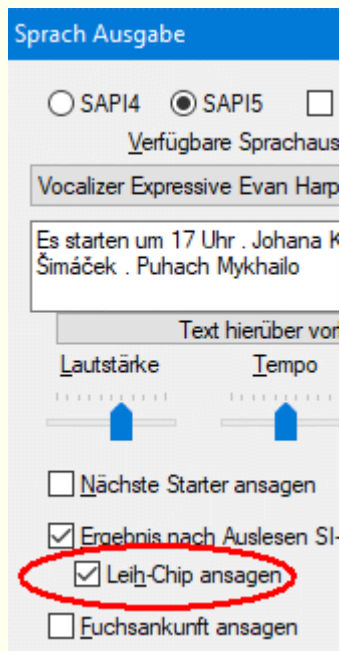 Sprach Ausgabe
SAPI4 SAPI5
Verfügbare Sprachaus
Vocalizer Expressive Evan Harp
Es starten um 17 Uhr . Johana K
Šimáček . Puhach Mykhailo
Text hierüber vor
Lautstärke Tempo
Nächste Starter ansagen
Ergebnis nach Auslesen SI-
Leih-Chip ansagen
Fuchsankunft ansagen